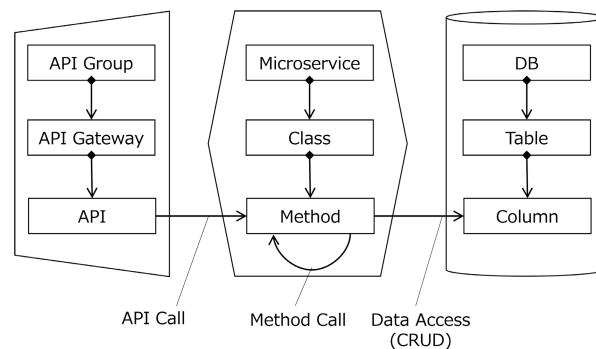 API Group
Microservice
DB
API Gateway
Class
Table
API
Method
Column
API Call
Method Call
Data Access
(CRUD)